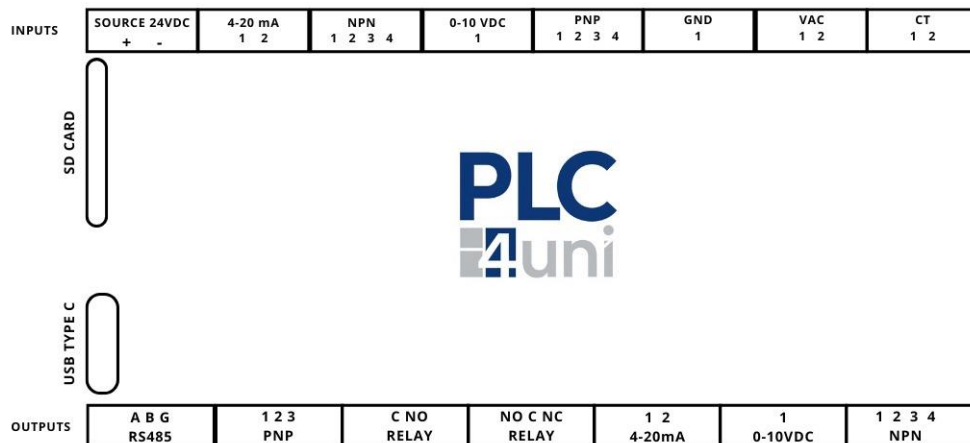 INPUTS
SOURCE 24VDC
+ -
4-20 mA
1 2
NPN
1 2 3 4
0-10 VDC
1
PNP
1 2 3 4
GND
1
VAC
1 2
CT
1 2
SD CARD
PLC
4uni
USB TYPE C
OUTPUTS
A B G
RS485
1 2 3
PNP
C NO
RELAY
NO C NC
RELAY
1 2
4-20mA
1
0-10VDC
1 2 3 4
NPN